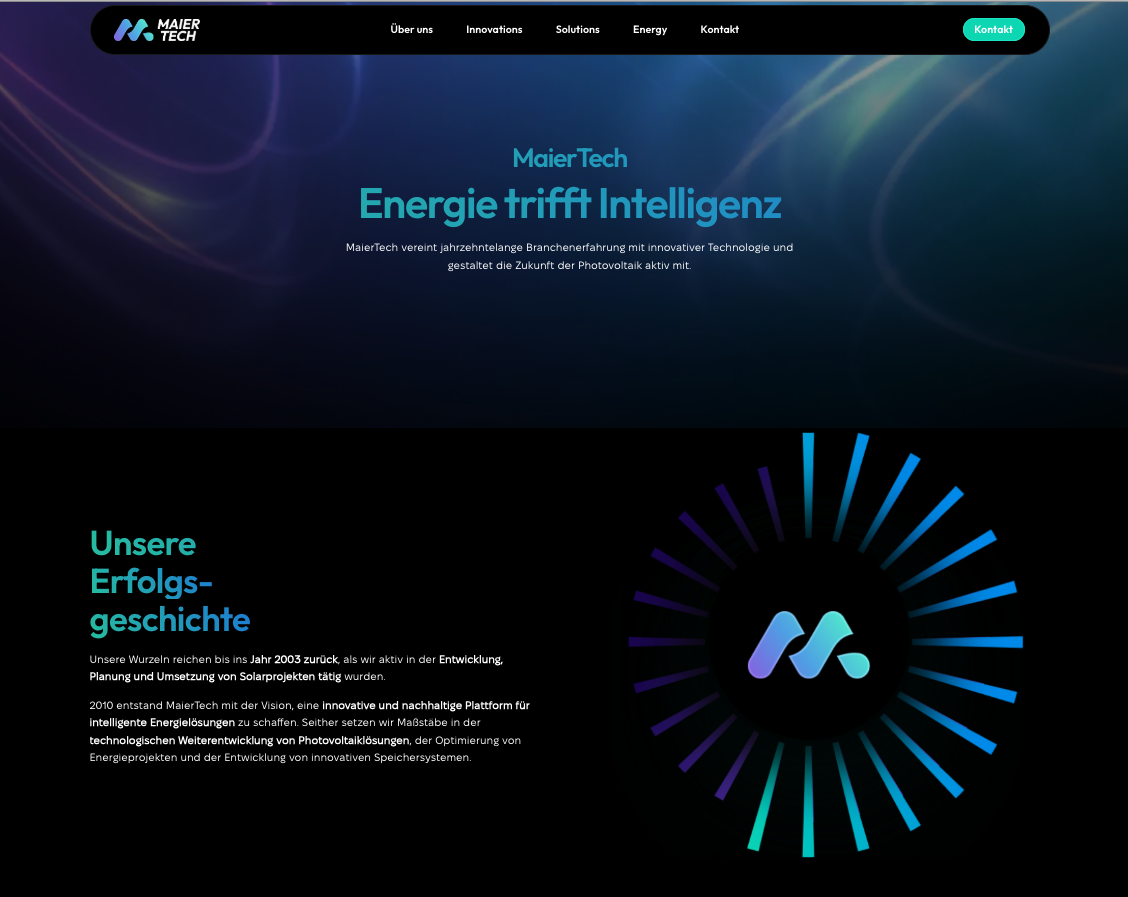 MAIER
TECH
Über uns
Innovations
Solutions
Energy
Kontakt
Kontakt
MaierTech
Energie trifft Intelligenz
MaierTech vereint jahrzehntelange Branchenerfahrung mit innovativer Technologie und
gestaltet die Zukunft der Photovoltaik aktiv mit.
Unsere
Erfolgs-
geschichte
Unsere Wurzeln reichen bis ins Jahr 2003 zurück, als wir aktiv in der Entwicklung,
Planung und Umsetzung von Solarprojekten tätig wurden.
2010 entstand MaierTech mit der Vision, eine innovative und nachhaltige Plattform für
intelligente Energielösungen zu schaffen. Seither setzen wir Maßstäbe in der
technologischen Weiterentwicklung von Photovoltaiklösungen, der Optimierung von
Energieprojekten und der Entwicklung von innovativen Speichersystemen.